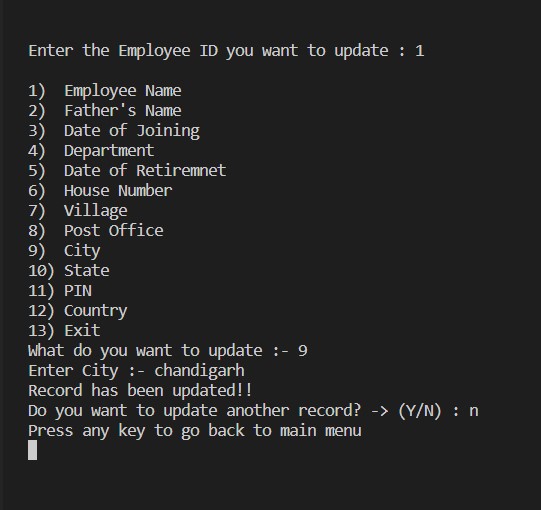 Enter the Employee ID you want to update : 1
1)  Employee Name
2)  Father's Name
3)  Date of Joining
4)  Department
5)  Date of Retiremnet
6)  House Number
7)  Village
8)  Post Office
9)  City
10) State
11) PIN
12) Country
13) Exit
What do you want to update :- 9
Enter City :- chandigarh
Record has been updated!!
Do you want to update another record? -> (Y/N) : n
Press any key to go back to main menu